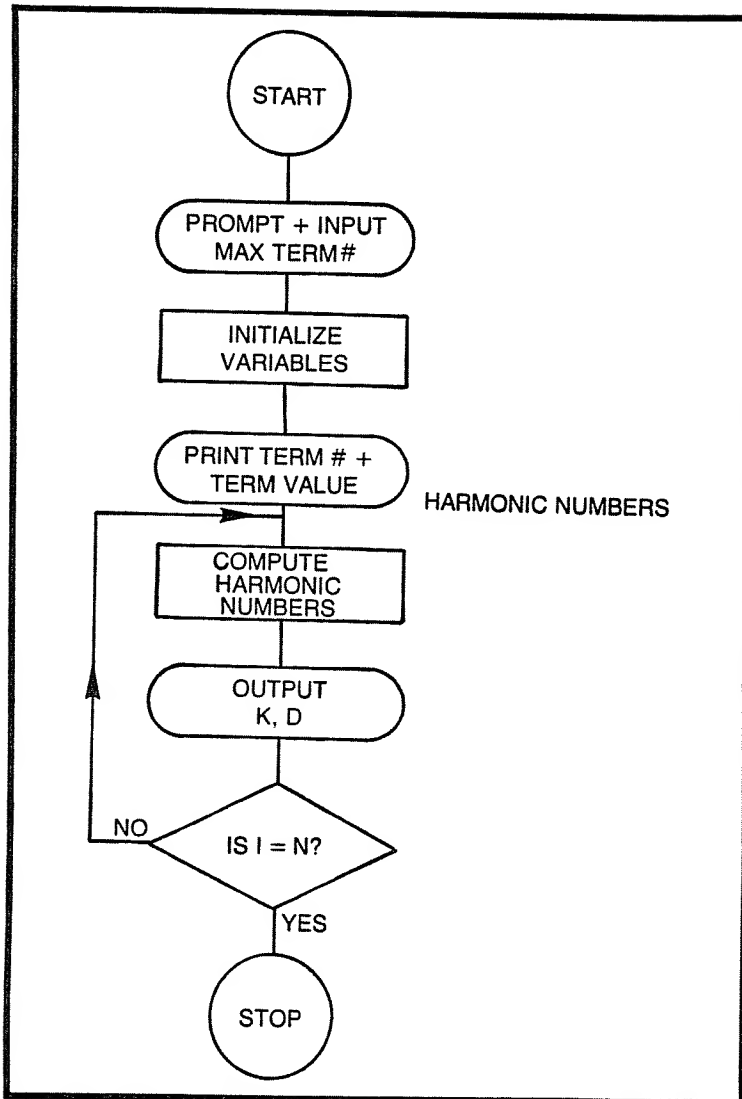 START
PROMPT + INPUT
MAX TERM#
INITIALIZE
VARIABLES
PRINT TERM # +
TERM VALUE
HARMONIC NUMBERS
COMPUTE
HARMONIC
NUMBERS
OUTPUT
K, D
NO
IS I = N?
YES
STOP